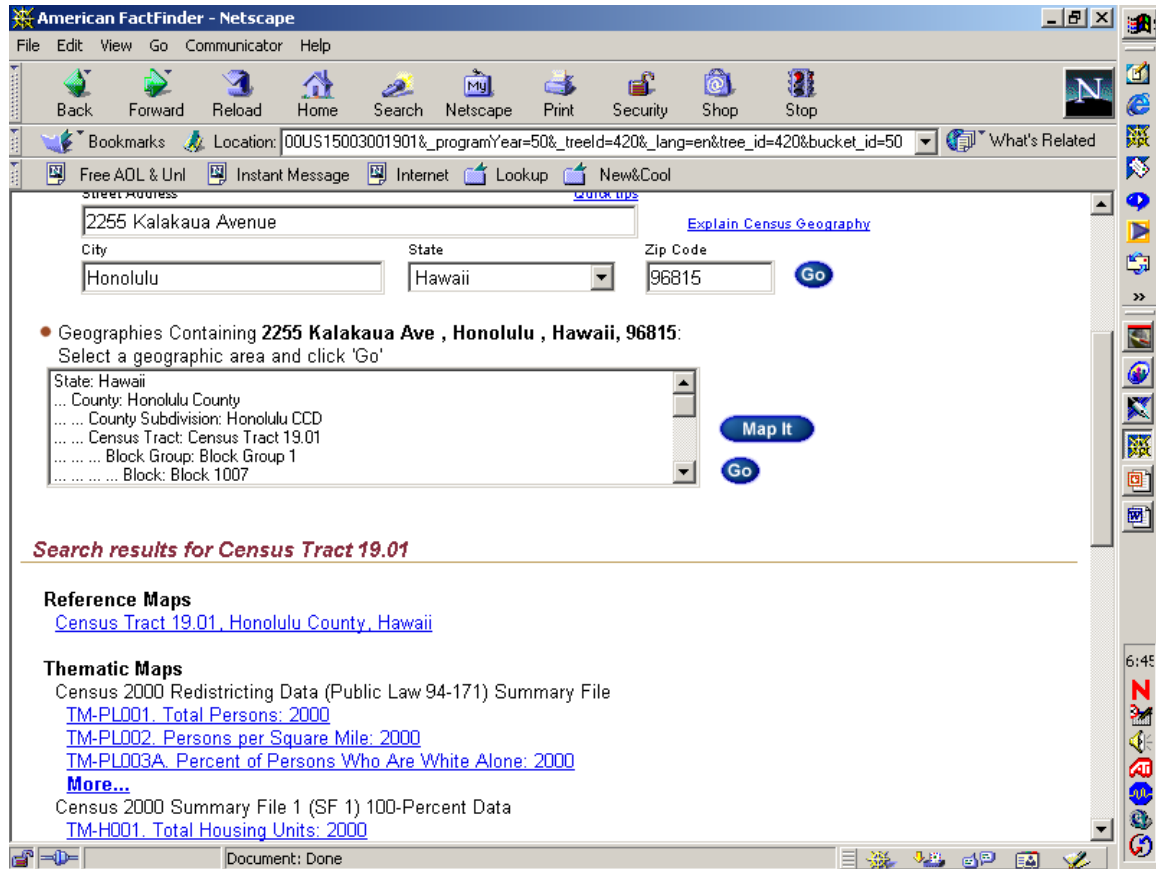 American FactFinder - Netscape
File Edit View Go Communicator Help
Back Forward Reload Home Search Netscape Print Security Shop Stop
Bookmarks Location: 00US15003001901&_programYear=50&_treeId=420&_lang=en&tree_id=420&bucket_id=50 What's Related
Free AOL & Unl Instant Message Internet Lookup New&Cool
Street Address Quick tips
2255 Kalakaua Avenue
Explain Census Geography
City State Zip Code
Honolulu Hawaii 96815 Go
Geographies Containing 2255 Kalakaua Ave , Honolulu , Hawaii, 96815:
Select a geographic area and click 'Go'
State: Hawaii
... County: Honolulu County
... ... County Subdivision: Honolulu CCD
... ... Census Tract: Census Tract 19.01
... ... ... Block Group: Block Group 1
... ... ... ... Block: Block 1007
Map It
Go
Search results for Census Tract 19.01
Reference Maps
Census Tract 19.01, Honolulu County, Hawaii
Thematic Maps
Census 2000 Redistricting Data (Public Law 94-171) Summary File
TM-PL001. Total Persons: 2000
TM-PL002. Persons per Square Mile: 2000
TM-PL003A. Percent of Persons Who Are White Alone: 2000
More...
Census 2000 Summary File 1 (SF 1) 100-Percent Data
TM-H001. Total Housing Units: 2000
Document: Done
6:45